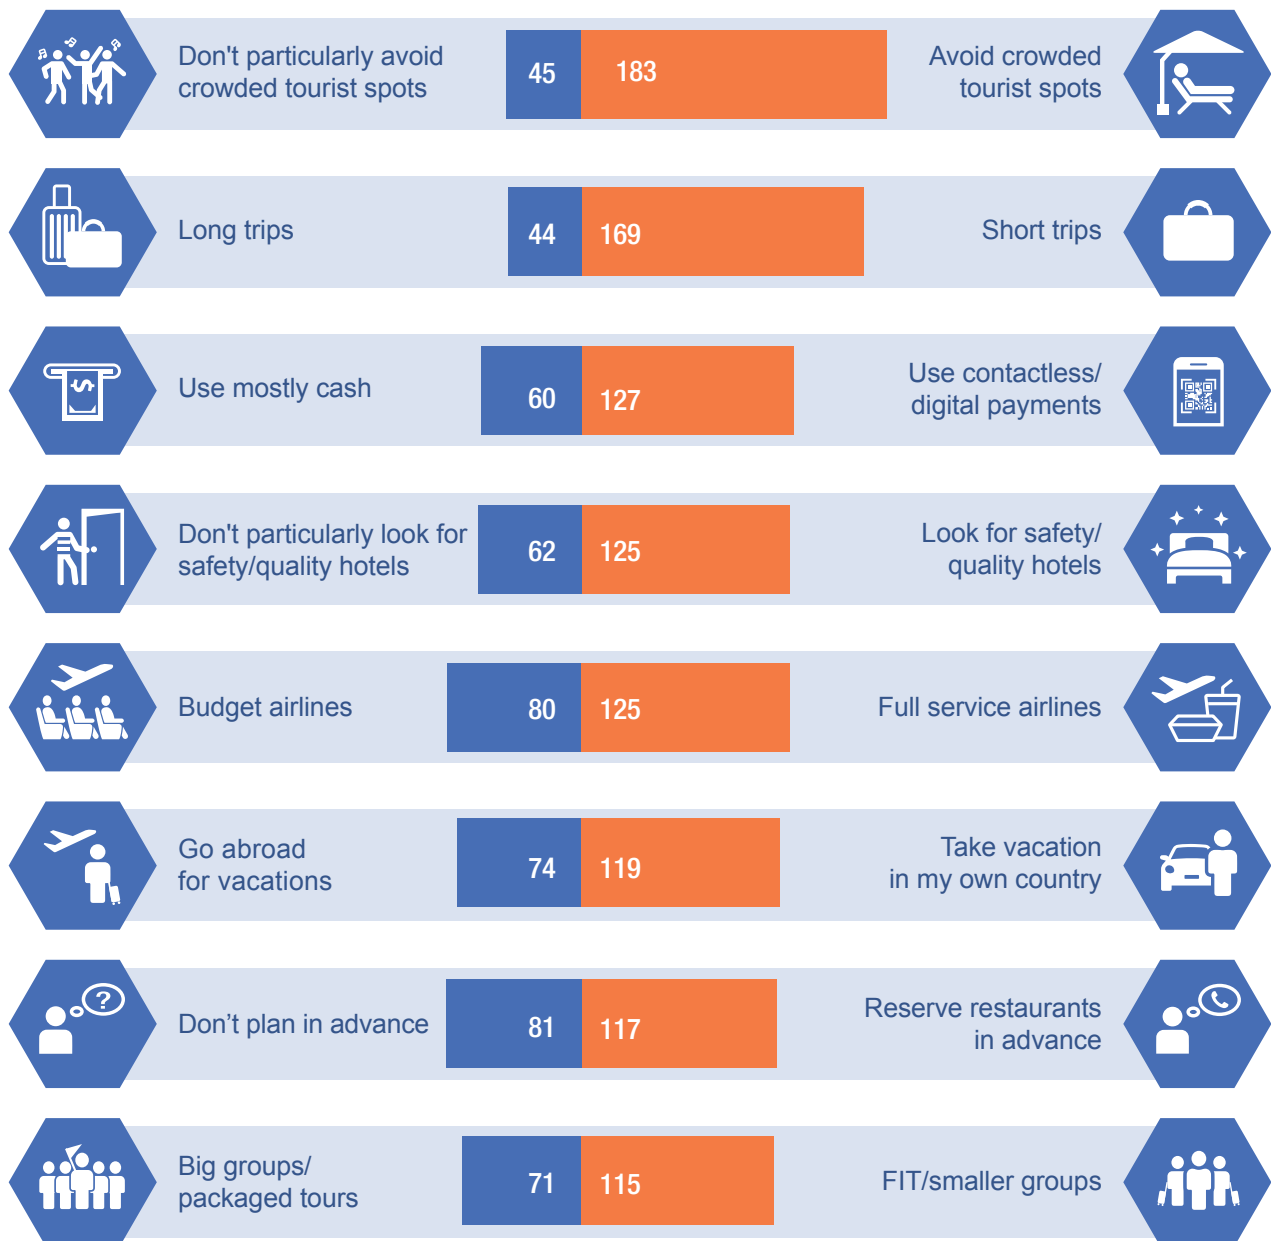 Don't particularly avoid
crowded tourist spots
45
183
Avoid crowded
tourist spots
Long trips
44
169
Short trips
$
Use mostly cash
60
127
Use contactless/
digital payments
Don't particularly look for
safety/quality hotels
62
125
Look for safety/
quality hotels
Budget airlines
80
125
Full service airlines
Go abroad
for vacations
74
119
Take vacation
in my own country
?
Don’t plan in advance
81
117
Reserve restaurants
in advance
Big groups/
packaged tours
71
115
FIT/smaller groups